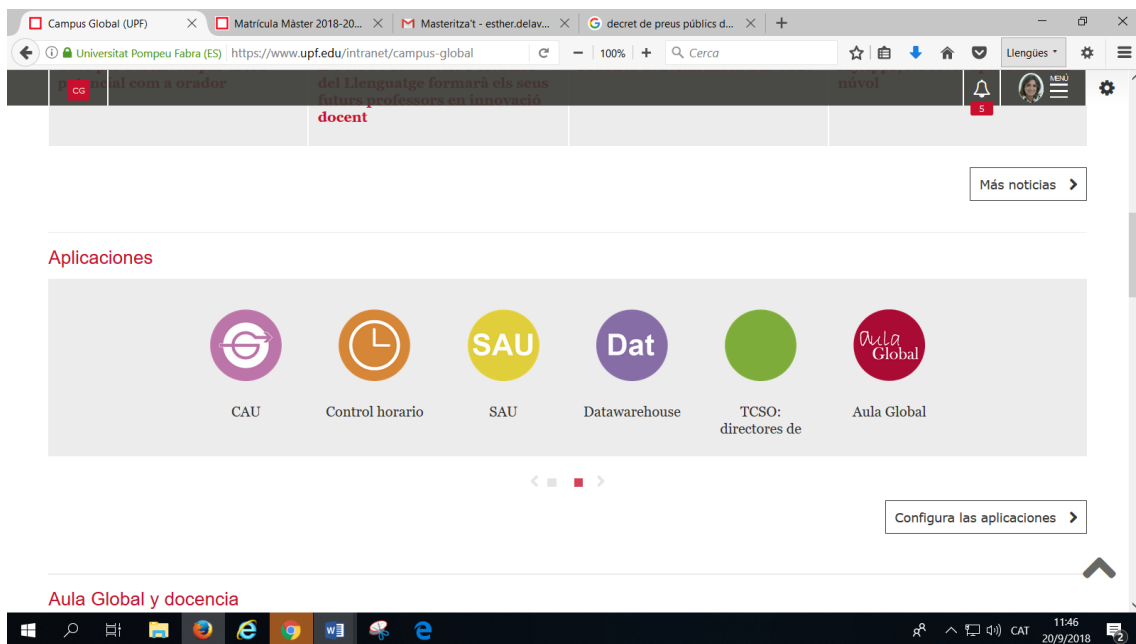 Campus Global (UPF)
Matrícula Màster 2018-20...
Masteritza't - esther.delav...
decret de preus públics d...
Universitat Pompeu Fabra (ES)
https://www.upf.edu/intranet/campus-global
100%
Cerca
Llengües
CG
potencial com a orador
del Llenguatge formarà els seus
futurs professors en innovació
docent
núvol
MENÚ
5
Más noticias
Aplicaciones
SAU
Dat
aula
Global
CAU
Control horario
SAU
Datawarehouse
TCSO:
directores de
Aula Global
Configura las aplicaciones
Aula Global y docencia
CAT
11:46
20/9/2018
2